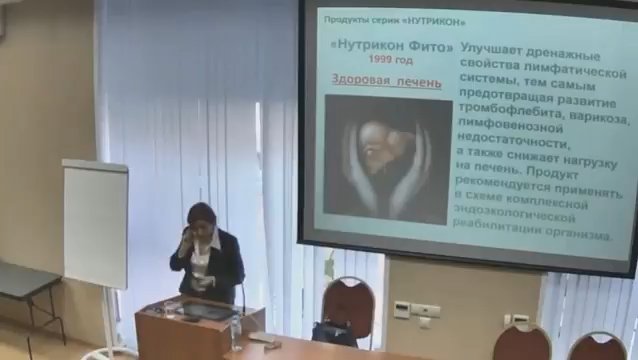 Продукты серии «НУТРИКОН»
«Нутрикон Фито»
1999 год
Здоровая печень
Улучшает дренажные
свойства лимфатической
системы, тем самым
предотвращая развитие
тромбофлебита, варикоза,
лимфовенозной
недостаточности,
а также снижает нагрузку
на печень. Продукт
рекомендуется применять
в схеме комплексной
эндоэкологической
реабилитации организма.